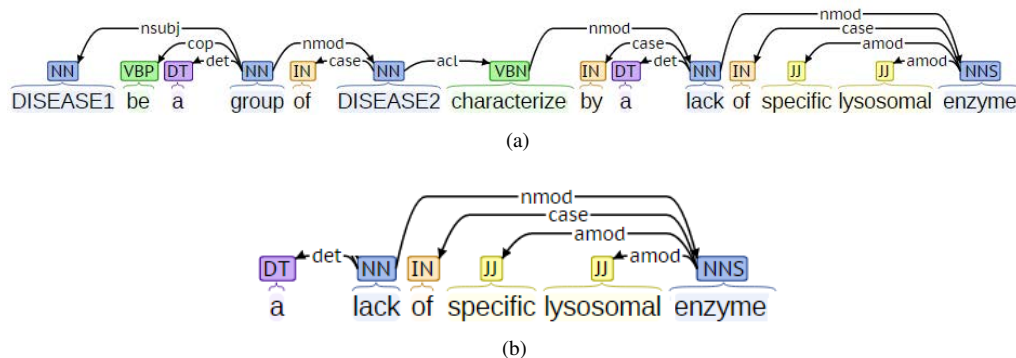 nmod
nsubj case
cop nmod nmod amod
det case acl case det amod
NN VBP DT NN IN NN VBN IN DT NN IN JJ JJ NNS
DISEASE1 be a group of DISEASE2 characterize by a lack of specific lysosomal enzyme
(a)
nmod
case
amod
det amod
DT NN IN JJ JJ NNS
a lack of specific lysosomal enzyme
(b)